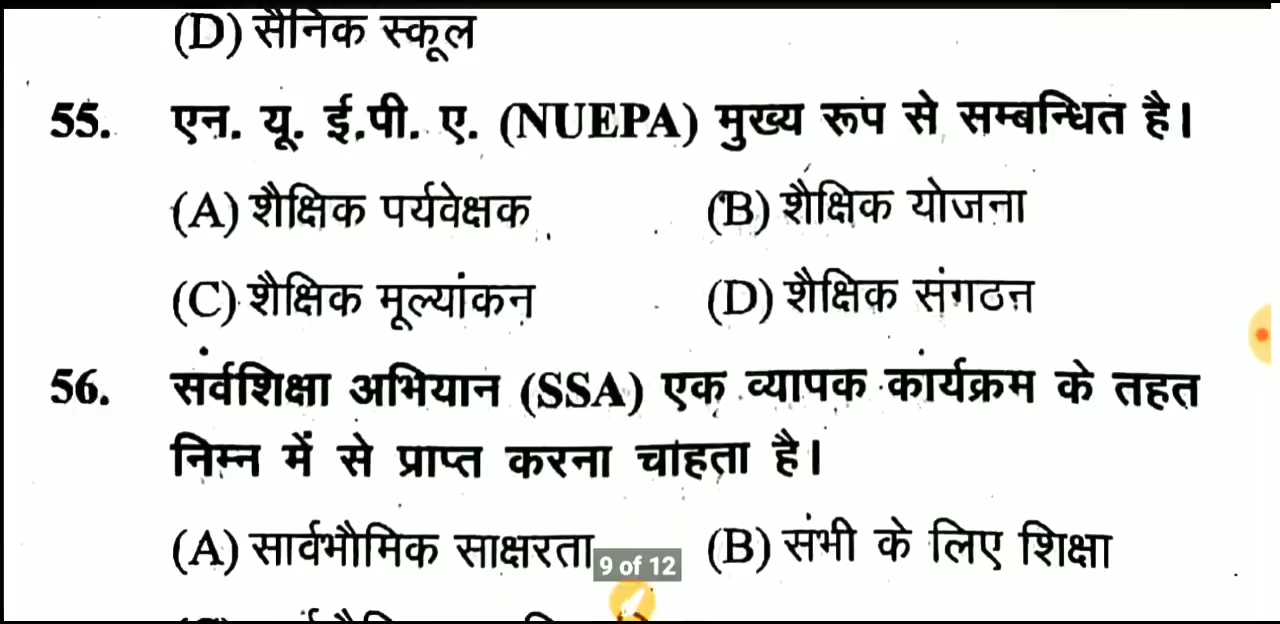 (D) सैनिक स्कूल
55. एन. यू. ई.पी. ए. (NUEPA) मुख्य रूप से सम्बन्धित है।
(A) शैक्षिक पर्यवेक्षक (B) शैक्षिक योजना
(C) शैक्षिक मूल्यांकन (D) शैक्षिक संगठन
56. सर्वशिक्षा अभियान (SSA) एक व्यापक कार्यक्रम के तहत
निम्न में से प्राप्त करना चाहता है।
(A) सार्वभौमिक साक्षरता (B) सभी के लिए शिक्षा
9 of 12